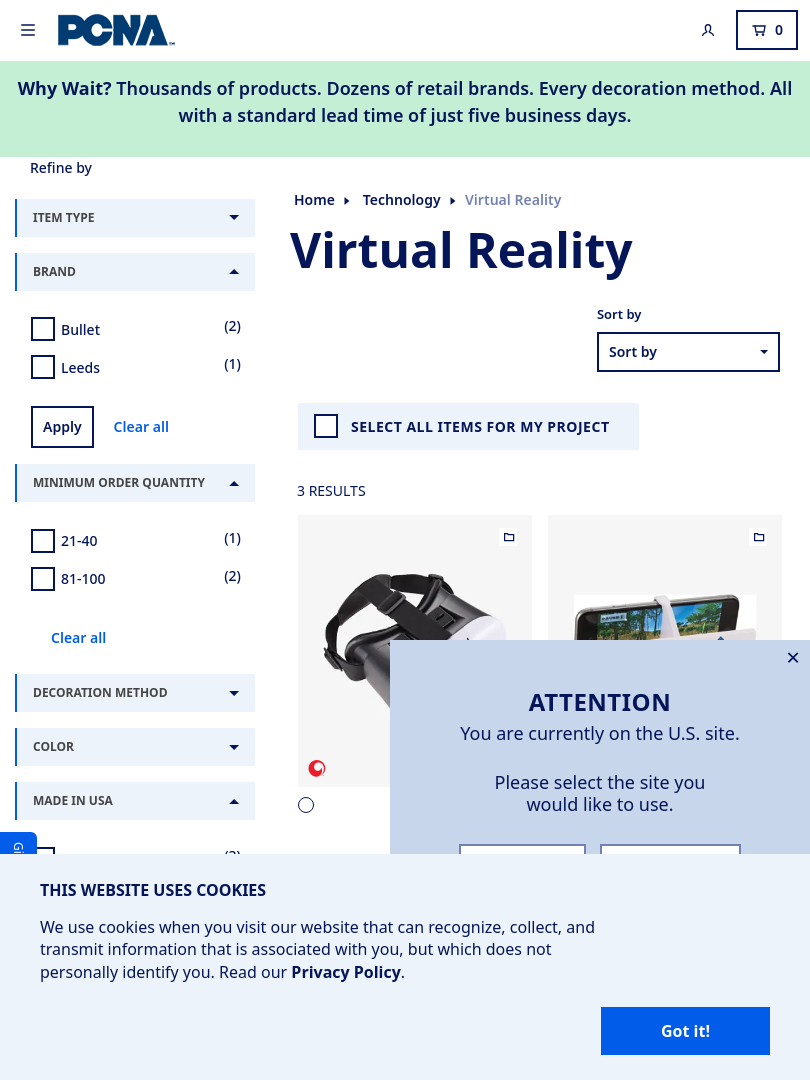 PCNA
0
Why Wait? Thousands of products. Dozens of retail brands. Every decoration method. All
with a standard lead time of just five business days.
Refine by
ITEM TYPE
BRAND
Bullet (2)
Leeds (1)
Apply Clear all
MINIMUM ORDER QUANTITY
21-40 (1)
81-100 (2)
Clear all
DECORATION METHOD
COLOR
MADE IN USA
Home Technology Virtual Reality
Virtual Reality
Sort by
Sort by
SELECT ALL ITEMS FOR MY PROJECT
3 RESULTS
ATTENTION
You are currently on the U.S. site.
Please select the site you
would like to use.
THIS WEBSITE USES COOKIES
We use cookies when you visit our website that can recognize, collect, and
transmit information that is associated with you, but which does not
personally identify you. Read our Privacy Policy.
Got it!